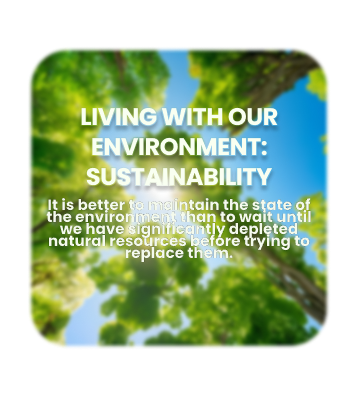 LIVING WITH OUR
ENVIRONMENT:
SUSTAINABILITY
It is better to maintain the state of
the environment than to wait until
we have significantly depleted
natural resources before trying to
replace them.